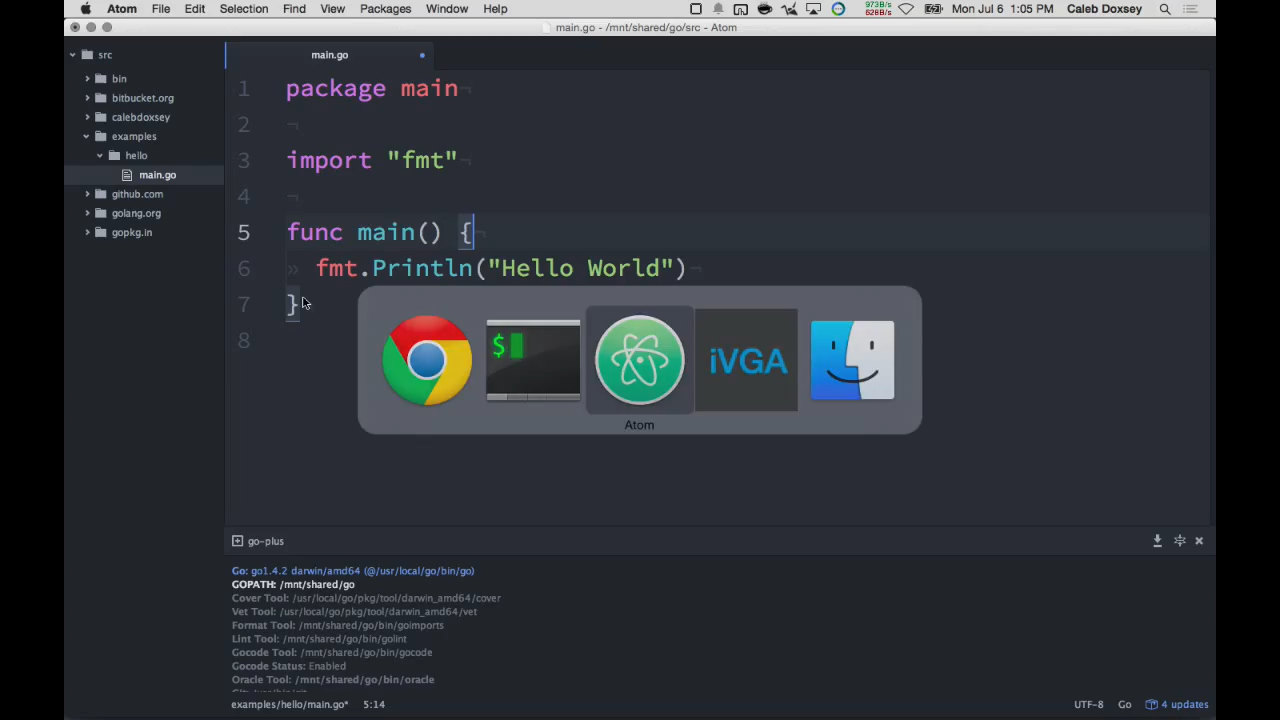 Atom File Edit Selection Find View Packages Window Help 973B/s 628B/s Mon Jul 6 1:05 PM Caleb Doxsey
main.go - /mnt/shared/go/src - Atom
src
bin
bitbucket.org
calebdoxsey
examples
hello
main.go
github.com
golang.org
gopkg.in
main.go
1 package main¬
2 ¬
3 import "fmt"¬
4 ¬
5 func main() {¬
6 » fmt.Println("Hello World")¬
7 }
8
$
iVGA
Atom
go-plus
Go: go1.4.2 darwin/amd64 (@/usr/local/go/bin/go)
GOPATH: /mnt/shared/go
Cover Tool: /usr/local/go/pkg/tool/darwin_amd64/cover
Vet Tool: /usr/local/go/pkg/tool/darwin_amd64/vet
Format Tool: /mnt/shared/go/bin/goimports
Lint Tool: /mnt/shared/go/bin/golint
Gocode Tool: /mnt/shared/go/bin/gocode
Gocode Status: Enabled
Oracle Tool: /mnt/shared/go/bin/oracle
examples/hello/main.go* 5:14 UTF-8 Go 4 updates